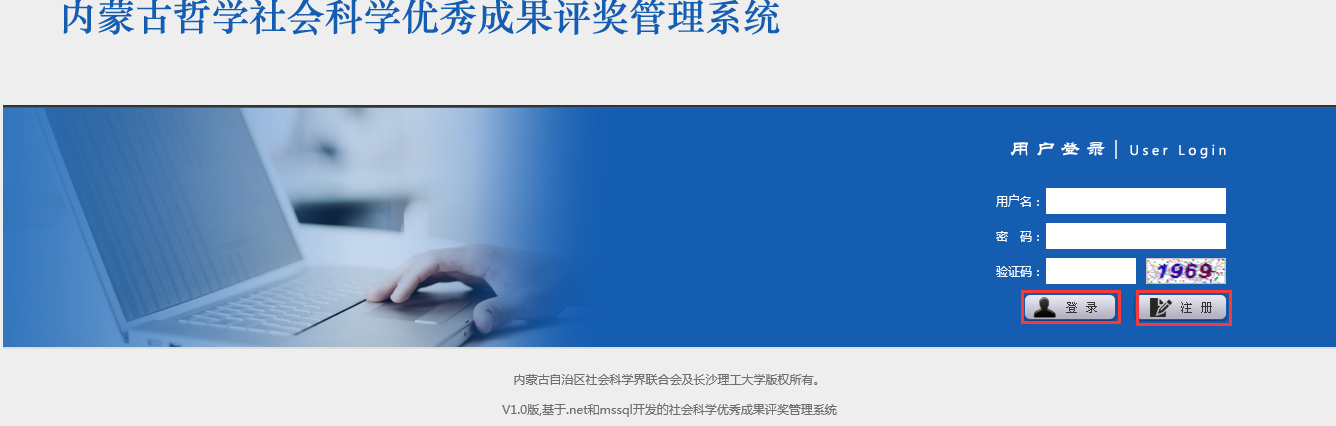 内蒙古哲学社会科学优秀成果评奖管理系统
用户登录 | User Login
用户名：
密 码：
验证码： 1969
登 录 注 册
内蒙古自治区社会科学界联合会及长沙理工大学版权所有。
V1.0版,基于.net和mssql开发的社会科学优秀成果评奖管理系统